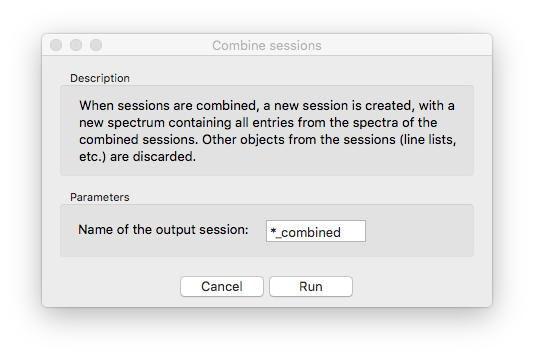 Combine sessions
Description
When sessions are combined, a new session is created, with a
new spectrum containing all entries from the spectra of the
combined sessions. Other objects from the sessions (line lists,
etc.) are discarded.
Parameters
Name of the output session: *_combined
Cancel Run